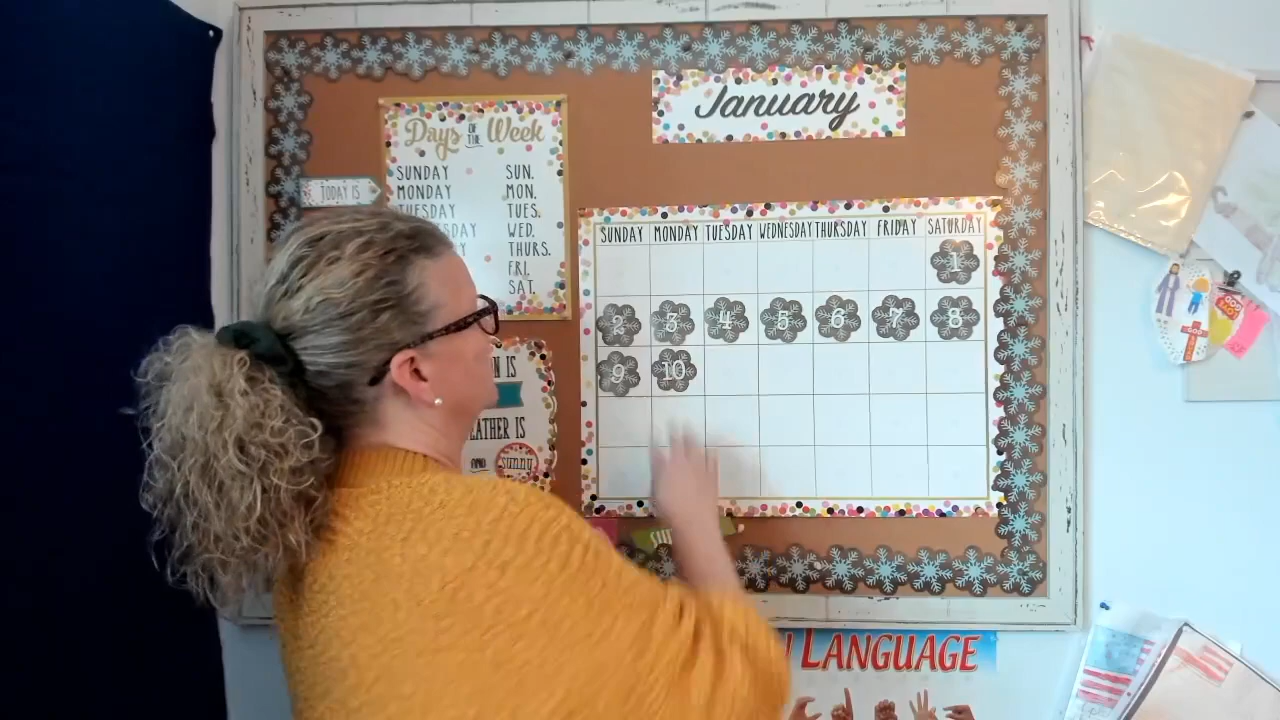 January
Days OF THE Week
SUNDAY SUN.
MONDAY MON.
TUESDAY TUES.
WED.
THURS.
FRI.
SAT.
TODAY IS
SUNDAY MONDAY TUESDAY WEDNESDAY THURSDAY FRIDAY SATURDAY
1
2 3 4 5 6 7 8
9 10
IS
sunny
LANGUAGE